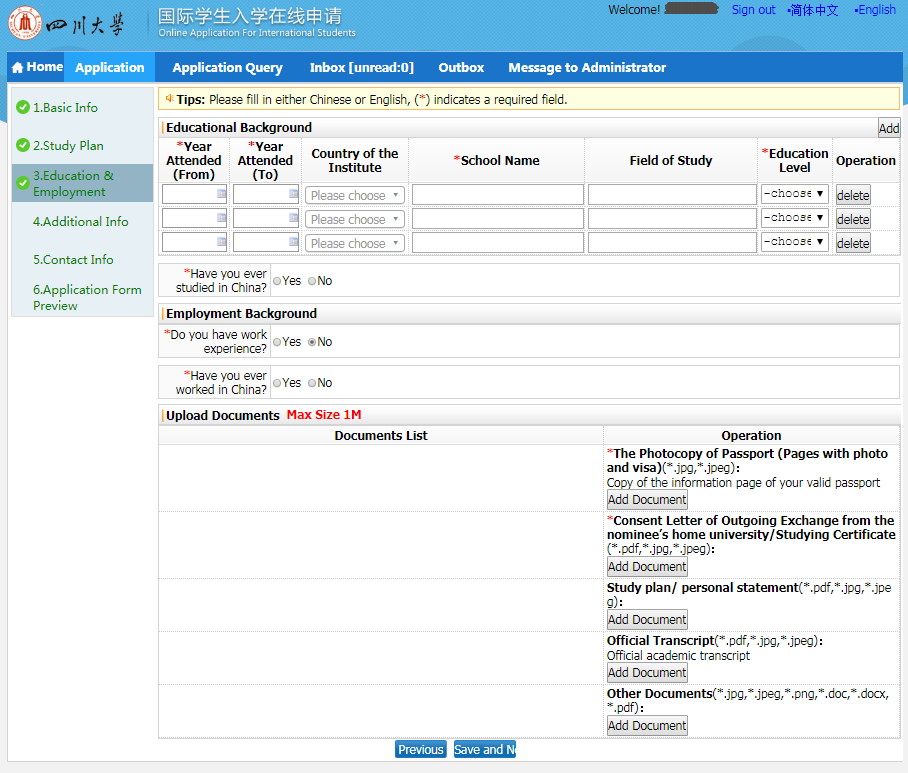 Welcome! Sign out •简体中文 •English
四川大学
国际学生入学在线申请
Online Application For International Students
Home Application Application Query Inbox [unread:0] Outbox Message to Administrator
1.Basic Info
2.Study Plan
3.Education &
Employment
4.Additional Info
5.Contact Info
6.Application Form
Preview
Tips: Please fill in either Chinese or English, (*) indicates a required field.
Educational Background Add
*Year
Attended
(From)
*Year
Attended
(To)
Country of the
Institute
*School Name
Field of Study
*Education
Level
Operation
Please choose -choose delete
Please choose -choose delete
Please choose -choose delete
*Have you ever
studied in China? Yes No
Employment Background
*Do you have work
experience? Yes No
*Have you ever
worked in China? Yes No
Upload Documents Max Size 1M
Documents List Operation
*The Photocopy of Passport (Pages with photo
and visa)(*.jpg,*.jpeg):
Copy of the information page of your valid passport
Add Document
*Consent Letter of Outgoing Exchange from the
nominee's home university/Studying Certificate
(*.pdf,*.jpg,*.jpeg):
Add Document
Study plan/ personal statement(*.pdf,*.jpg,*.jpe
g):
Add Document
Official Transcript(*.pdf,*.jpg,*.jpeg):
Official academic transcript
Add Document
Other Documents(*.jpg,*.jpeg,*.png,*.doc,*.docx,
*.pdf):
Add Document
Previous Save and N